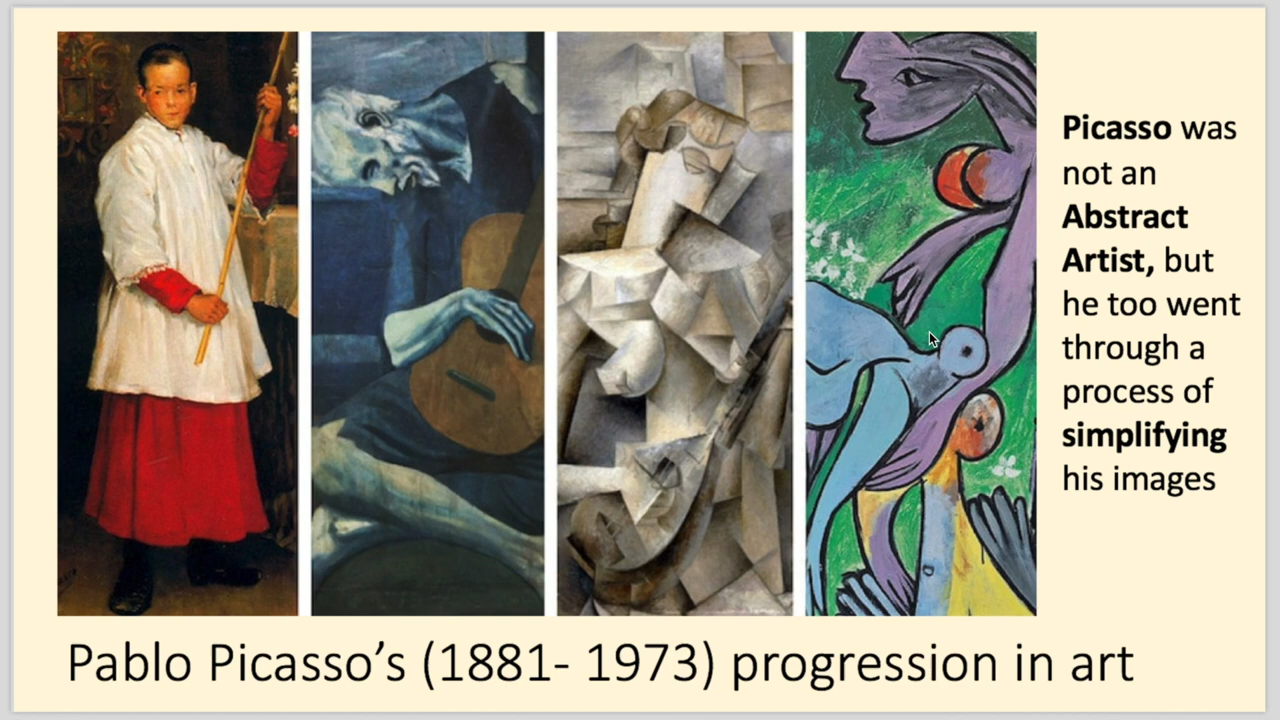 Picasso was
not an
Abstract
Artist, but
he too went
through a
process of
simplifying
his images
Pablo Picasso’s (1881- 1973) progression in art